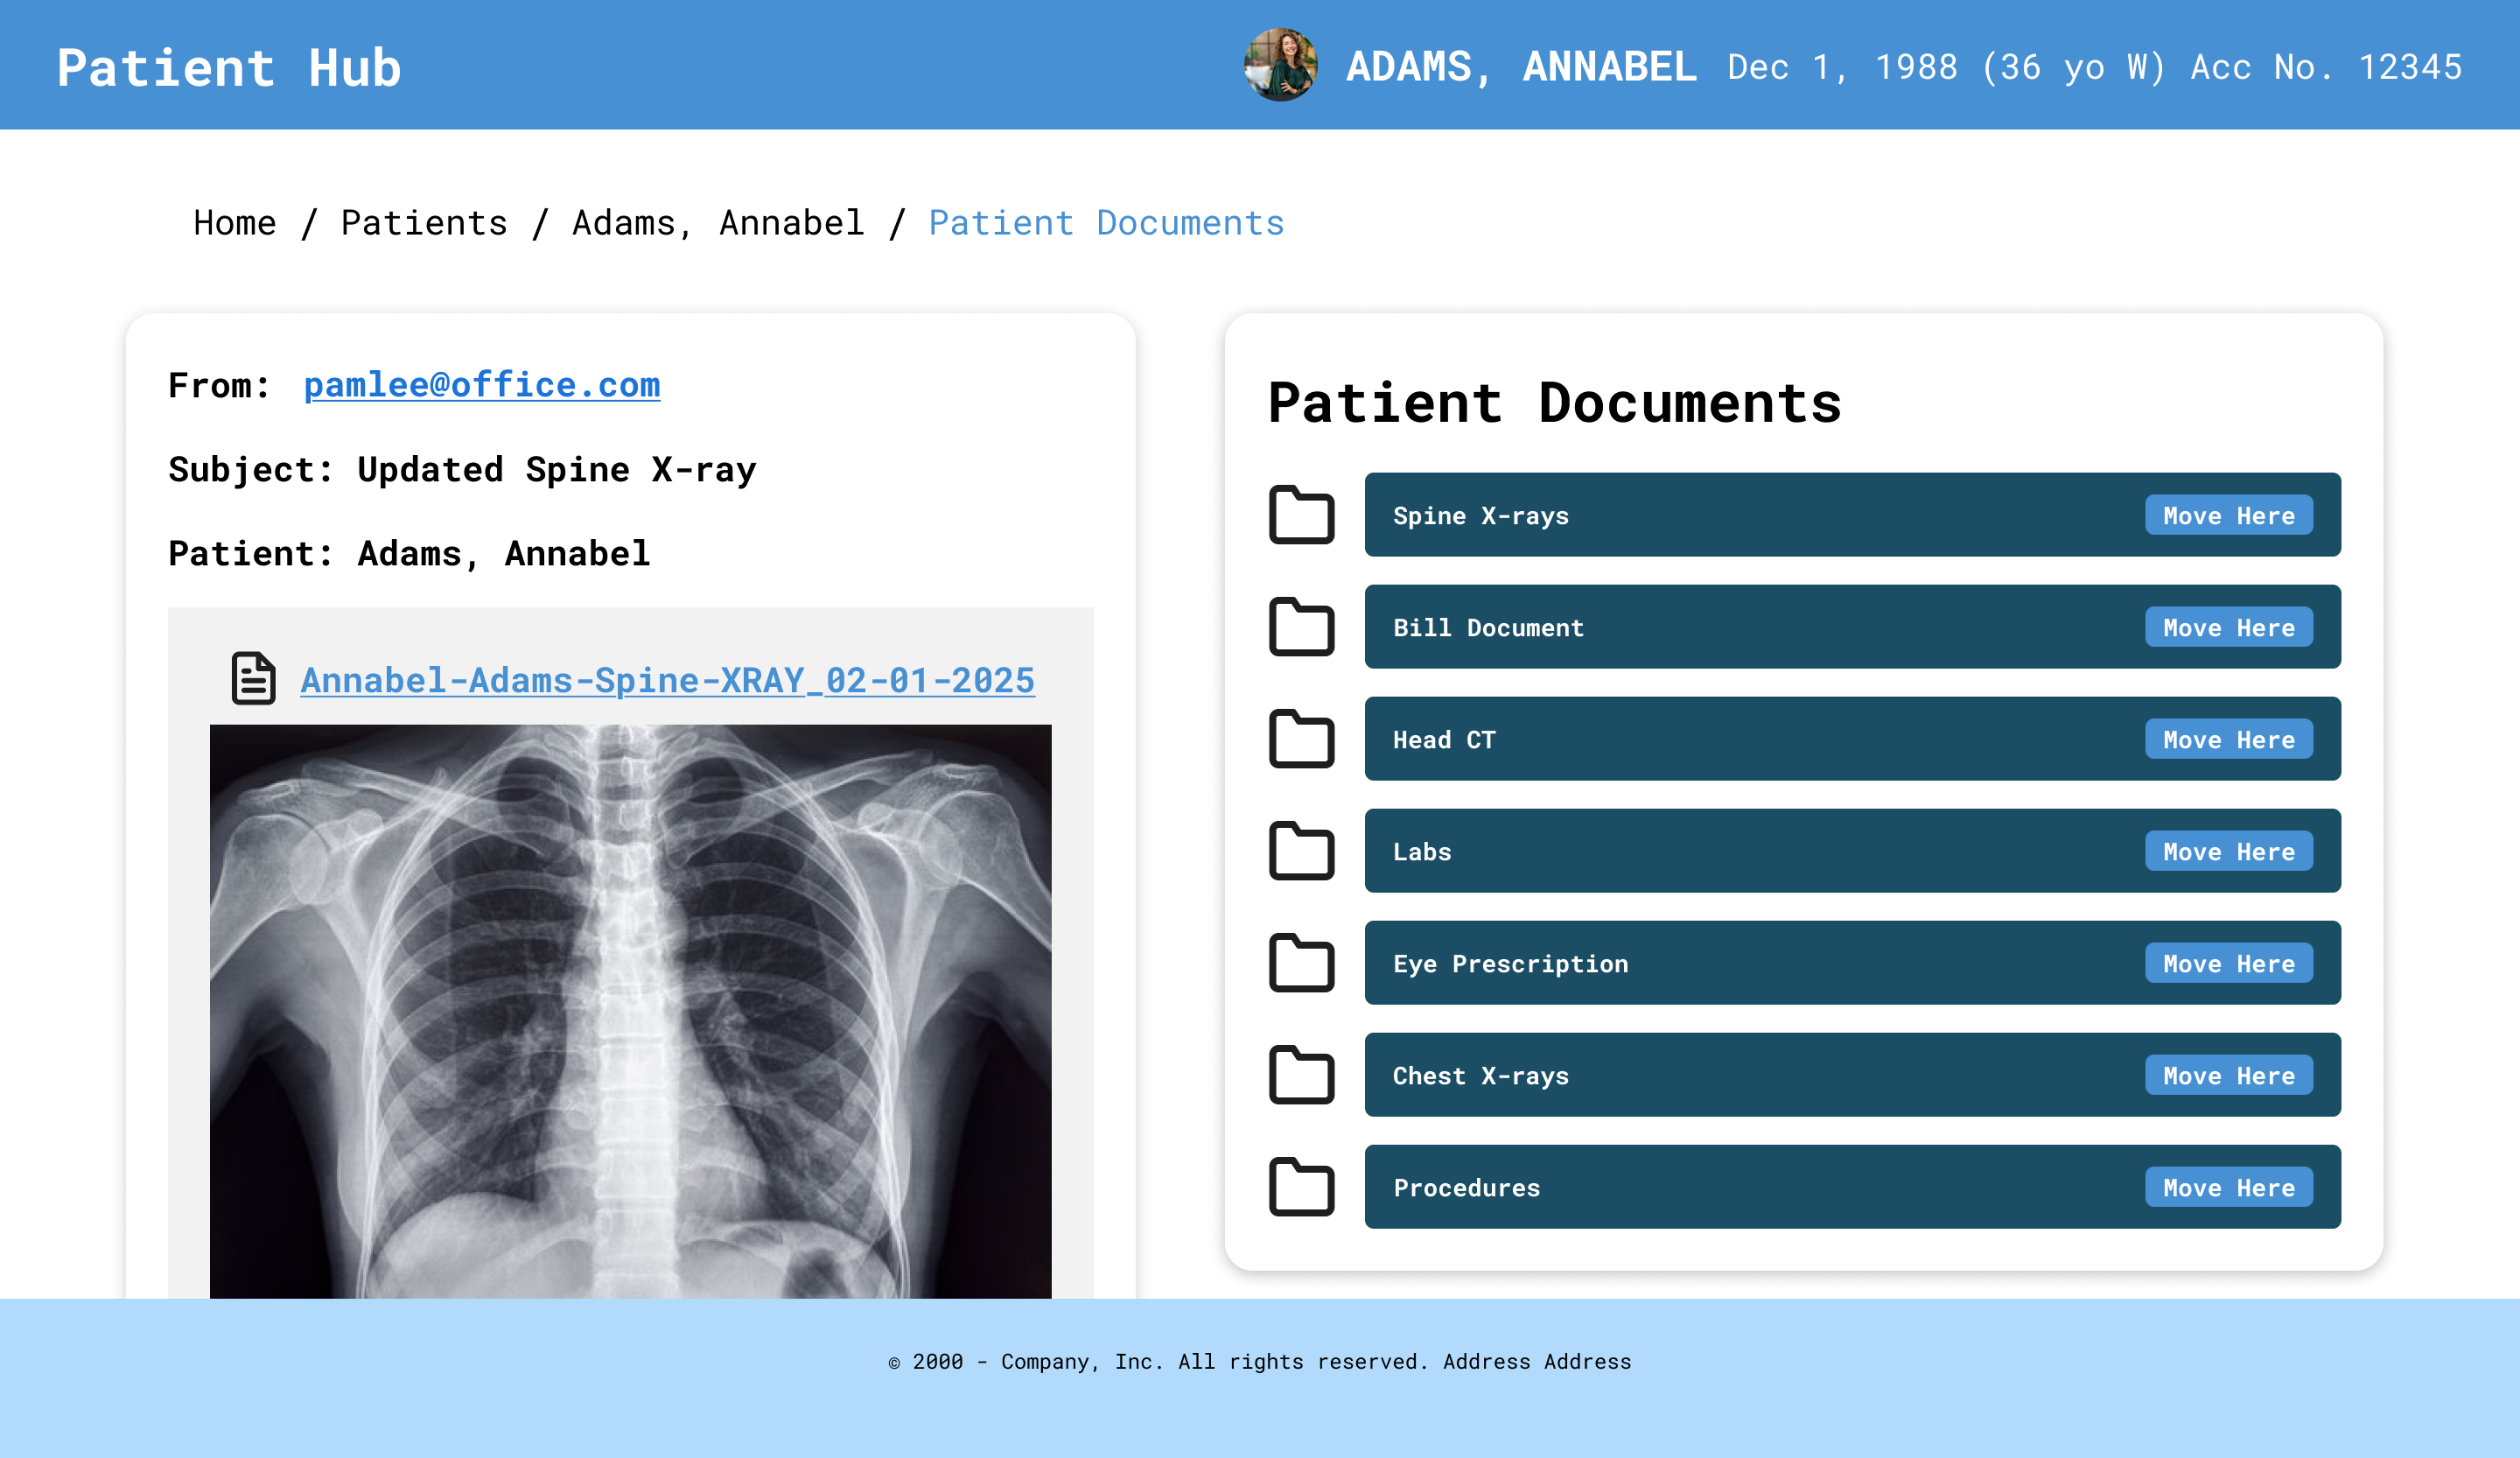 Patient Hub
ADAMS, ANNABEL Dec 1, 1988 (36 yo W) Acc No. 12345
Home / Patients / Adams, Annabel / Patient Documents
From: pamlee@office.com
Subject: Updated Spine X-ray
Patient: Adams, Annabel
Annabel-Adams-Spine-XRAY_02-01-2025
Patient Documents
Spine X-rays Move Here
Bill Document Move Here
Head CT Move Here
Labs Move Here
Eye Prescription Move Here
Chest X-rays Move Here
Procedures Move Here
© 2000 - Company, Inc. All rights reserved. Address Address